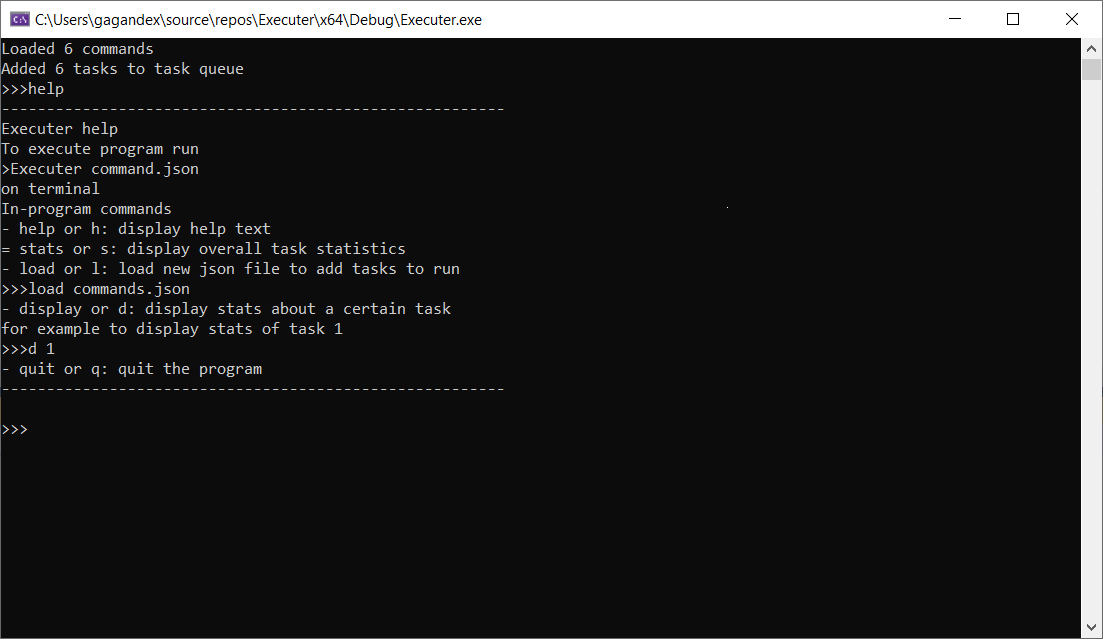 C:\Users\gagandex\source\repos\Executer\x64\Debug\Executer.exe
Loaded 6 commands
Added 6 tasks to task queue
>>>help
--------------------------------------------------------
Executer help
To execute program run
>Executer command.json
on terminal
In-program commands
- help or h: display help text
= stats or s: display overall task statistics
- load or l: load new json file to add tasks to run
>>>load commands.json
- display or d: display stats about a certain task
for example to display stats of task 1
>>>d 1
- quit or q: quit the program
--------------------------------------------------------
>>>